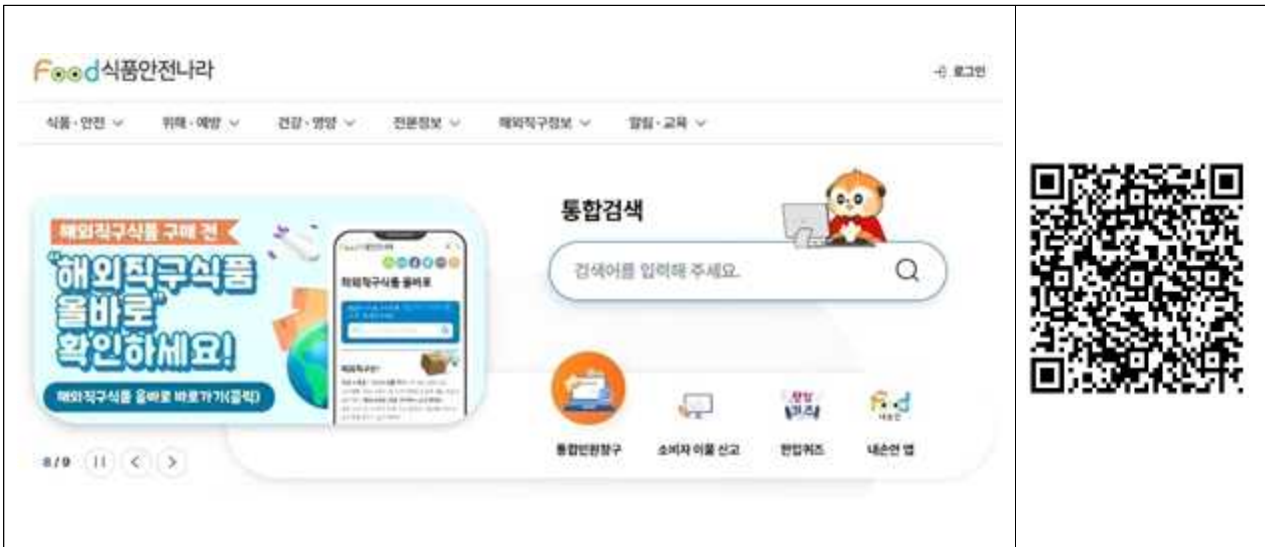 Food식품안전나라
로그인
식품·안전 위해·예방 건강·영양 전문정보 해외직구정보 알림·교육
해외직구식품 구매 전
"해외직구식품
올바로"
확인하세요!
해외직구식품 올바로 바로가기(클릭)
해외직구식품 올바로
8/9
통합검색
검색어를 입력해 주세요.
통합민원창구 소비자 이물 신고 한입퀴즈 내손안 앱